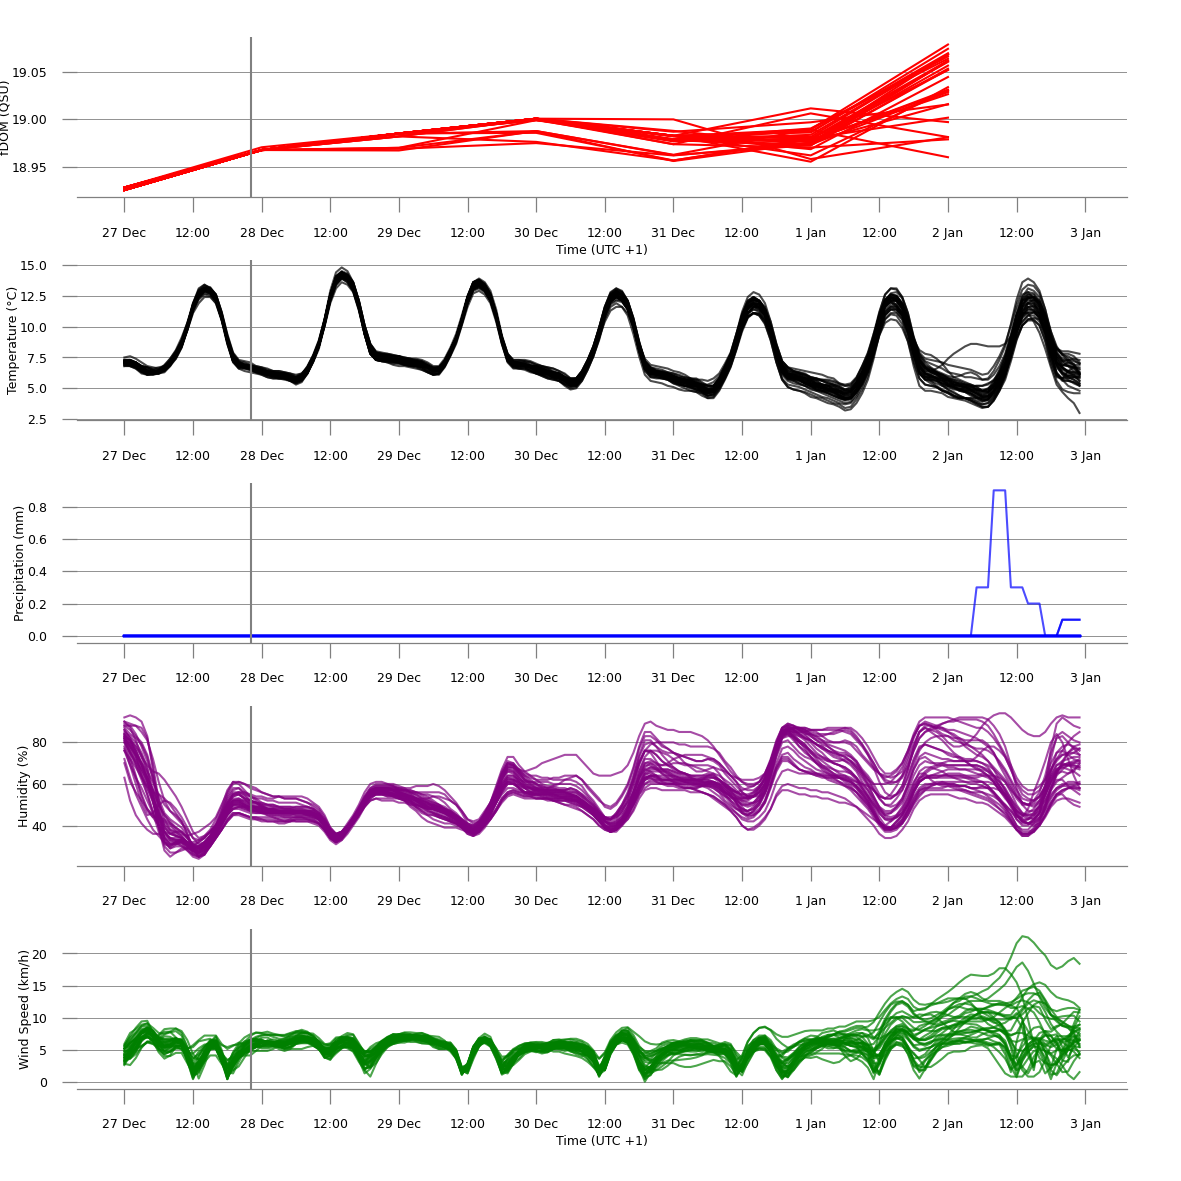 fDOM (QSU)
19.05
19.00
18.95
27 Dec 12:00 28 Dec 12:00 29 Dec 12:00 30 Dec 12:00 31 Dec 12:00 1 Jan 12:00 2 Jan 12:00 3 Jan
Time (UTC +1)
Temperature (°C)
15.0
12.5
10.0
7.5
5.0
2.5
27 Dec 12:00 28 Dec 12:00 29 Dec 12:00 30 Dec 12:00 31 Dec 12:00 1 Jan 12:00 2 Jan 12:00 3 Jan
Precipitation (mm)
0.8
0.6
0.4
0.2
0.0
27 Dec 12:00 28 Dec 12:00 29 Dec 12:00 30 Dec 12:00 31 Dec 12:00 1 Jan 12:00 2 Jan 12:00 3 Jan
Humidity (%)
80
60
40
27 Dec 12:00 28 Dec 12:00 29 Dec 12:00 30 Dec 12:00 31 Dec 12:00 1 Jan 12:00 2 Jan 12:00 3 Jan
Wind Speed (km/h)
20
15
10
5
0
27 Dec 12:00 28 Dec 12:00 29 Dec 12:00 30 Dec 12:00 31 Dec 12:00 1 Jan 12:00 2 Jan 12:00 3 Jan
Time (UTC +1)